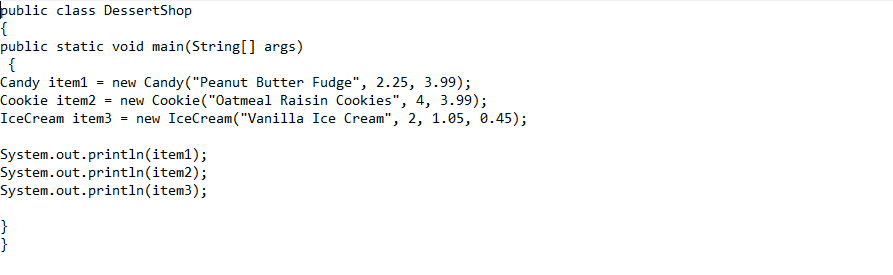 public class DessertShop
{
public static void main(String[] args)
{
Candy item1 = new Candy("Peanut Butter Fudge", 2.25, 3.99);
Cookie item2 = new Cookie("Oatmeal Raisin Cookies", 4, 3.99);
IceCream item3 = new IceCream("Vanilla Ice Cream", 2, 1.05, 0.45);
System.out.println(item1);
System.out.println(item2);
System.out.println(item3);
}
}